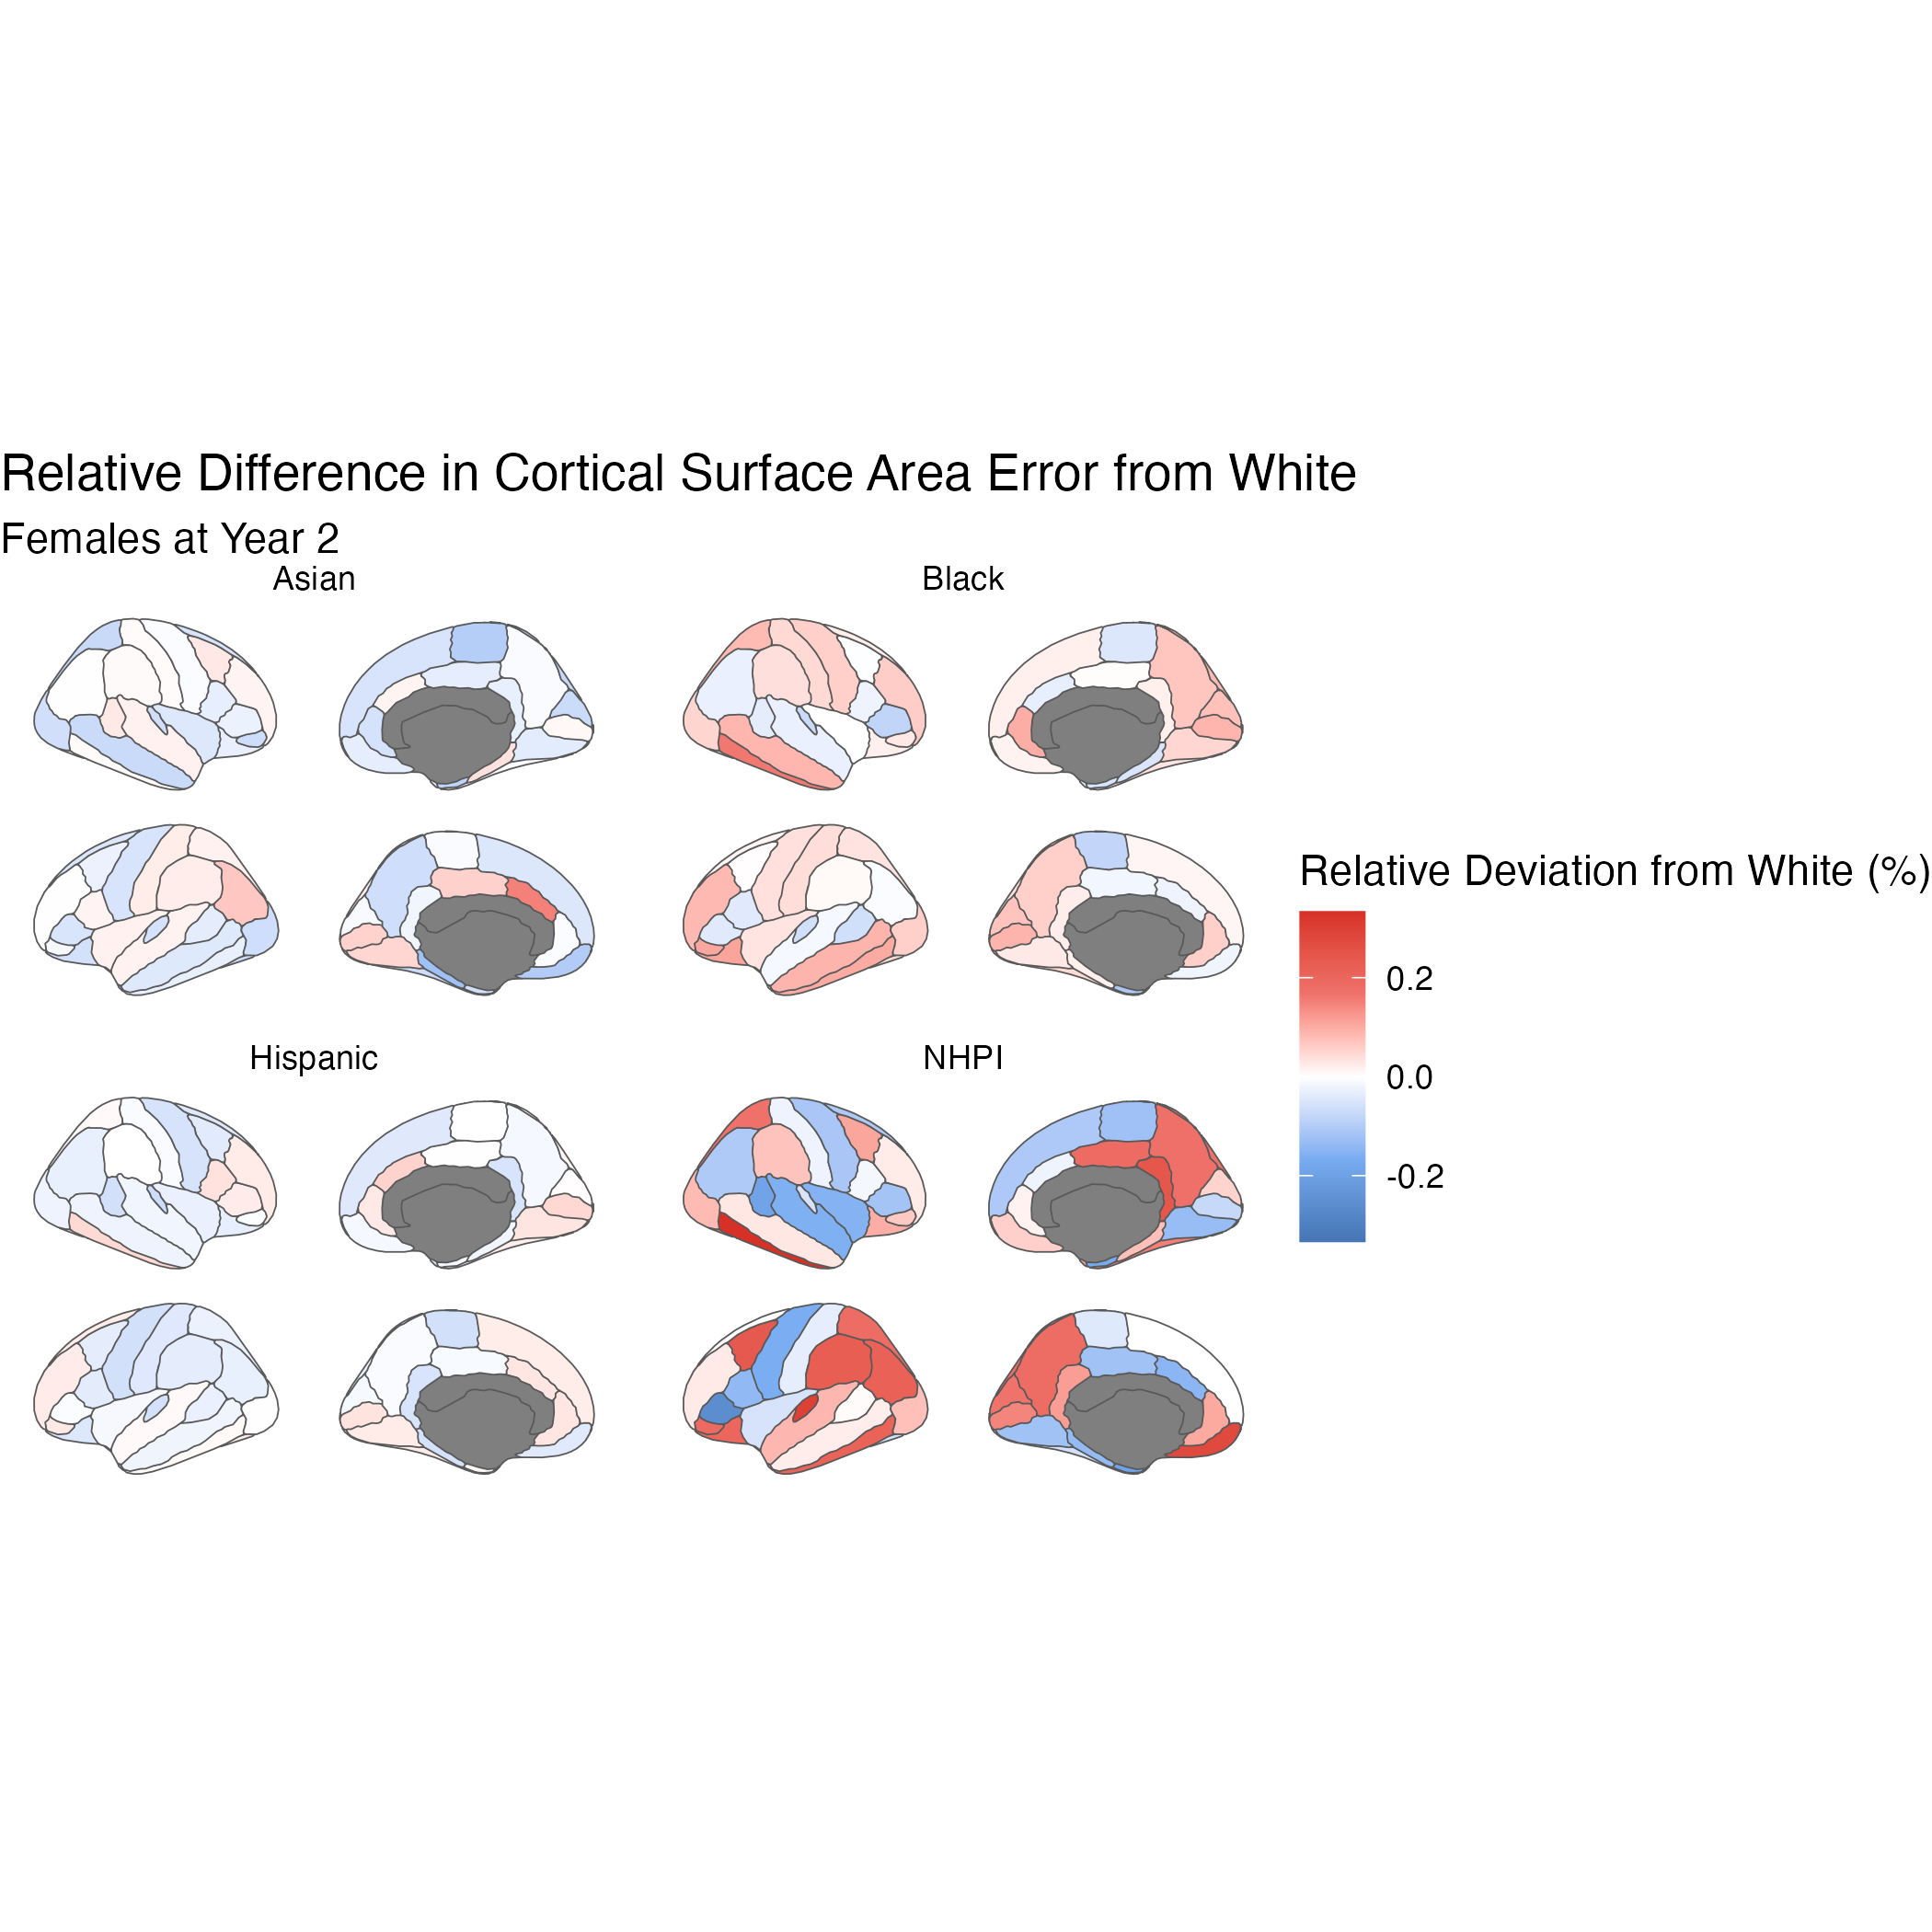 Relative Difference in Cortical Surface Area Error from White
Females at Year 2
Asian
Black
Hispanic
NHPI
Relative Deviation from White (%)
0.2
0.0
-0.2